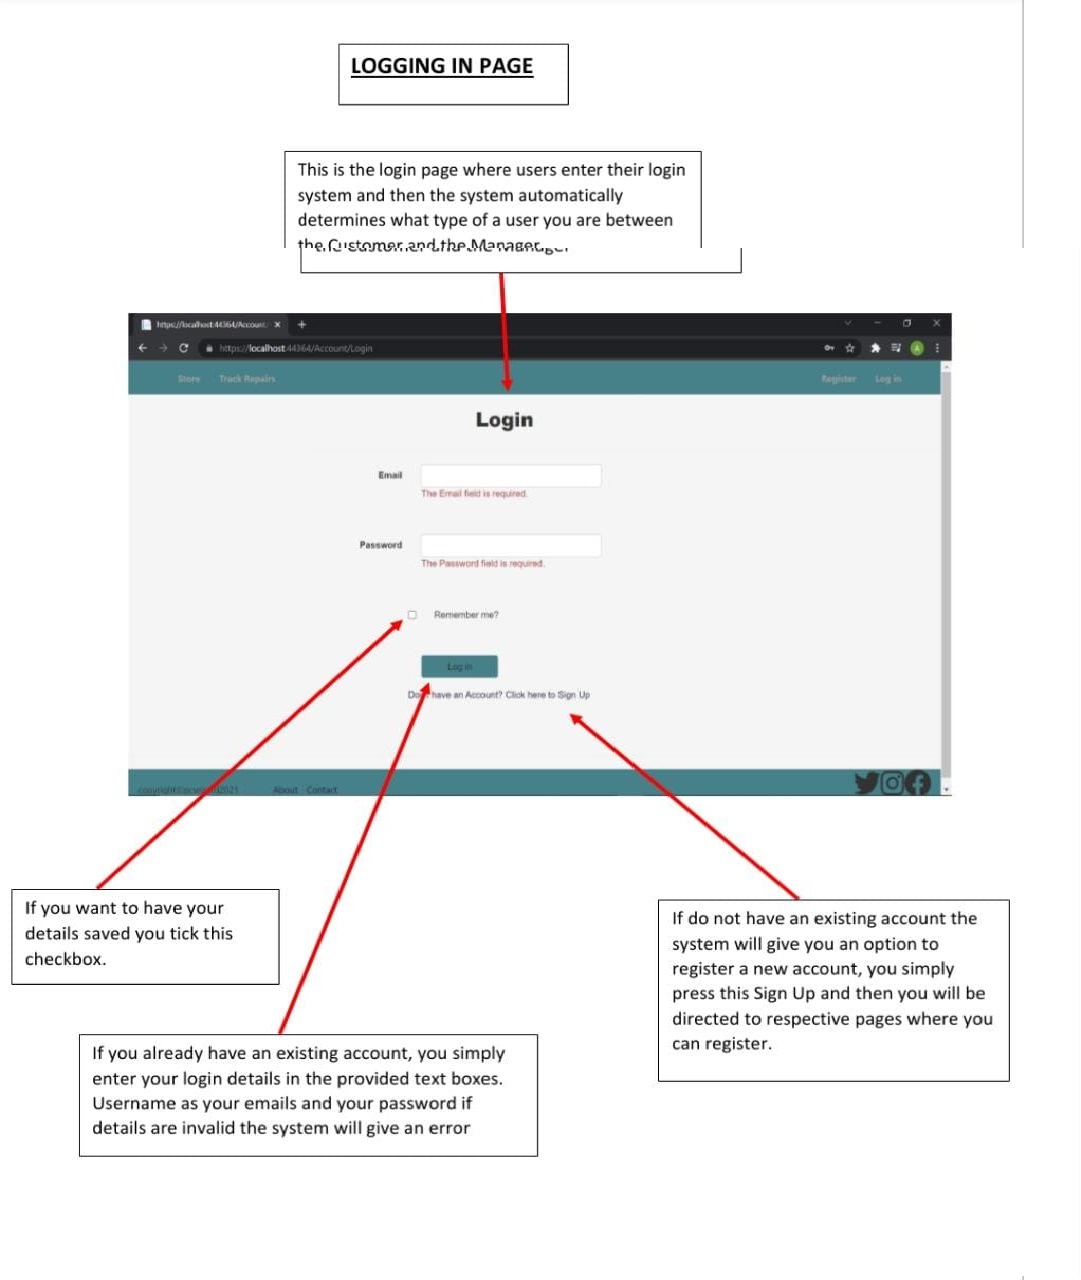 LOGGING IN PAGE
This is the login page where users enter their login
system and then the system automatically
determines what type of a user you are between
the Customer and the Manager.
https://localhost:44364/Account
https://localhost:44364/Account/Login
Store Track Repairs Register Log in
Login
Email
The Email field is required.
Password
The Password field is required.
Remember me?
Log in
have an Account? Click here to Sign Up
About Contact
If you want to have your
details saved you tick this
checkbox.
If do not have an existing account the
system will give you an option to
register a new account, you simply
press this Sign Up and then you will be
directed to respective pages where you
can register.
If you already have an existing account, you simply
enter your login details in the provided text boxes.
Username as your emails and your password if
details are invalid the system will give an error